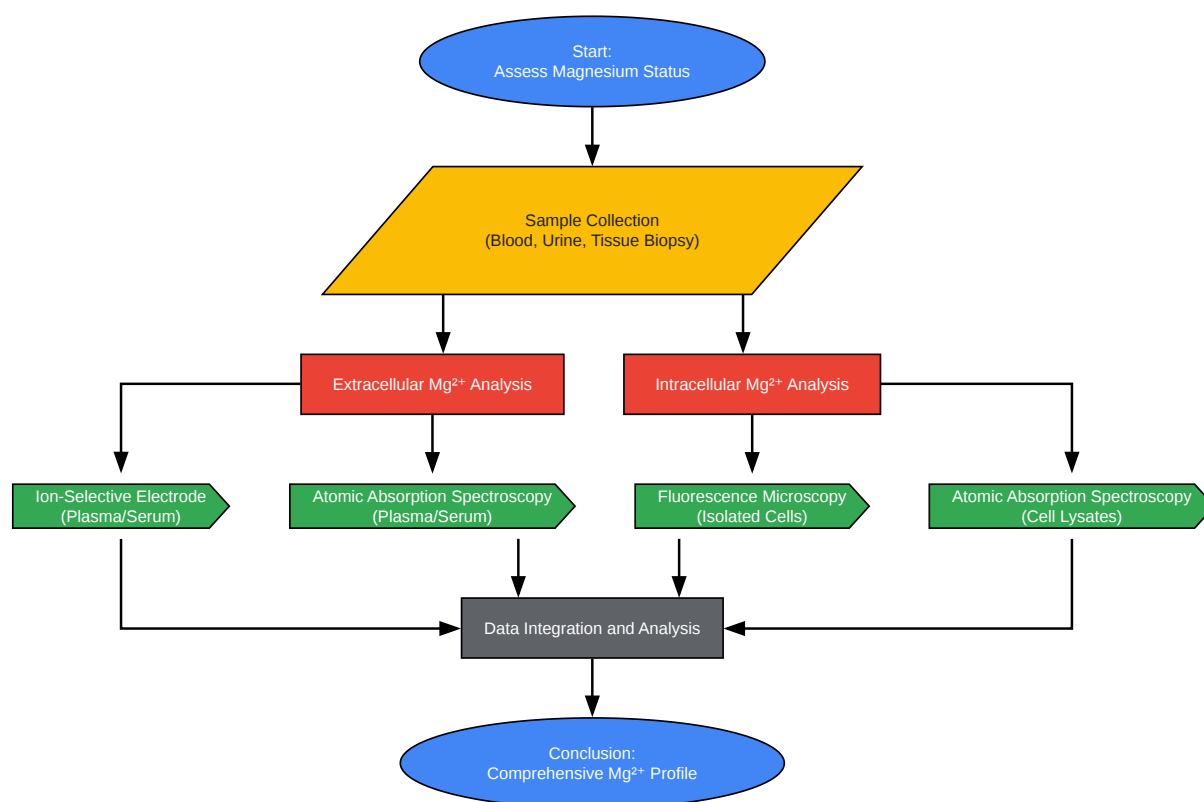 Start:
Assess Magnesium Status
Sample Collection
(Blood, Urine, Tissue Biopsy)
Extracellular Mg²⁺ Analysis
Intracellular Mg²⁺ Analysis
Ion-Selective Electrode
(Plasma/Serum)
Atomic Absorption Spectroscopy
(Plasma/Serum)
Fluorescence Microscopy
(Isolated Cells)
Atomic Absorption Spectroscopy
(Cell Lysates)
Data Integration and Analysis
Conclusion:
Comprehensive Mg²⁺ Profile